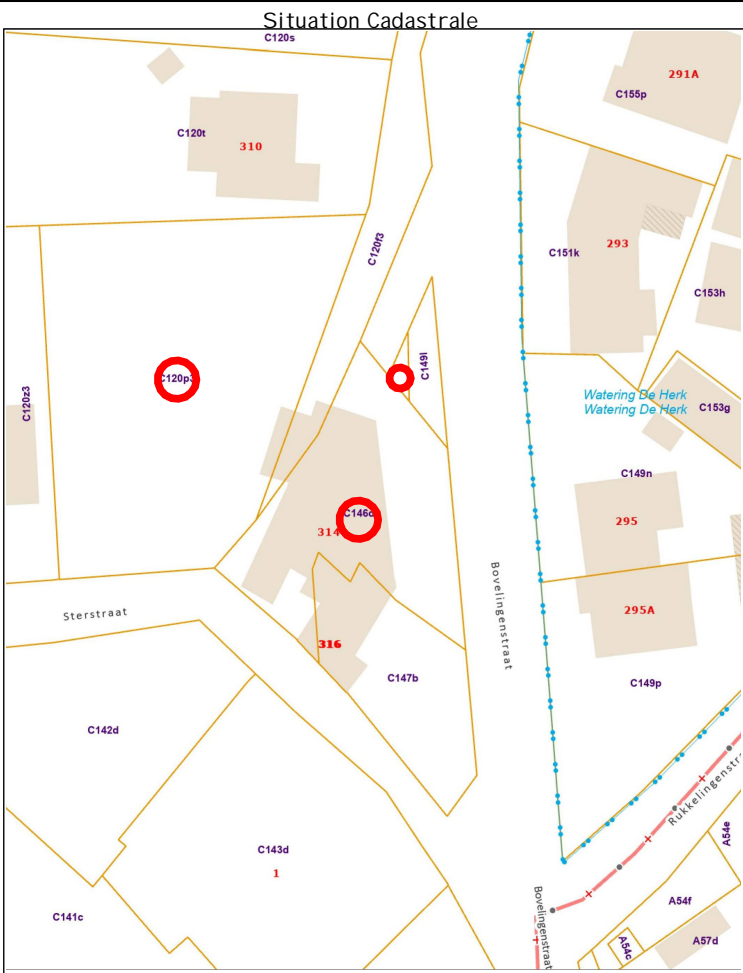 Situation Cadastrale
C120s
291A
C155p
C120t
310
C120f3
C151k
293
C153h
C149l
C120p3
C120z3
Watering De Herk
Watering De Herk
C153g
C149n
C146d
314
295
Bovelingenstraat
295A
Sterstraat
316
C147b
C149p
C142d
Rukkelingenstra
C143d
1
A54e
A54f
C141c
Bovelingenstraat
A54c
A57d